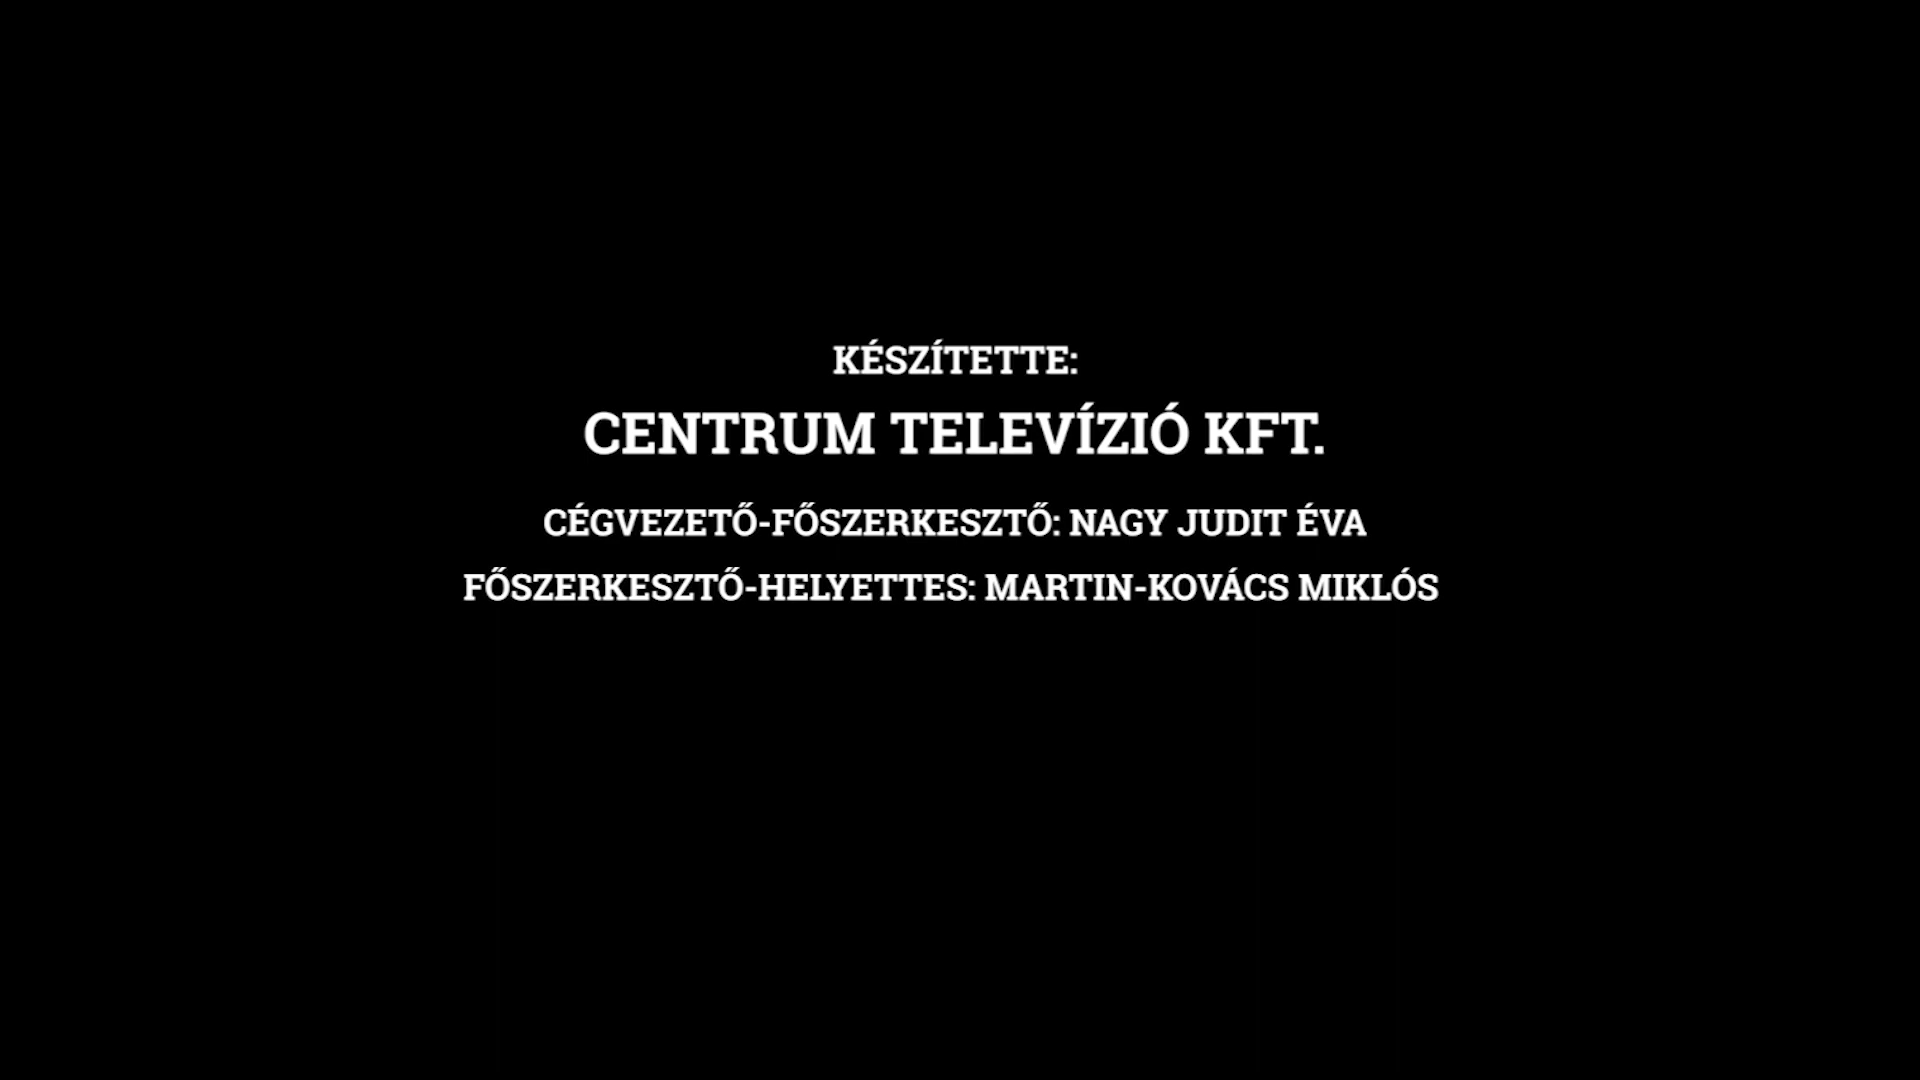 KÉSZÍTETTE:
CENTRUM TELEVÍZIÓ KFT.
CÉGVEZETŐ-FŐSZERKESZTŐ: NAGY JUDIT ÉVA
FŐSZERKESZTŐ-HELYETTES: MARTIN-KOVÁCS MIKLÓS